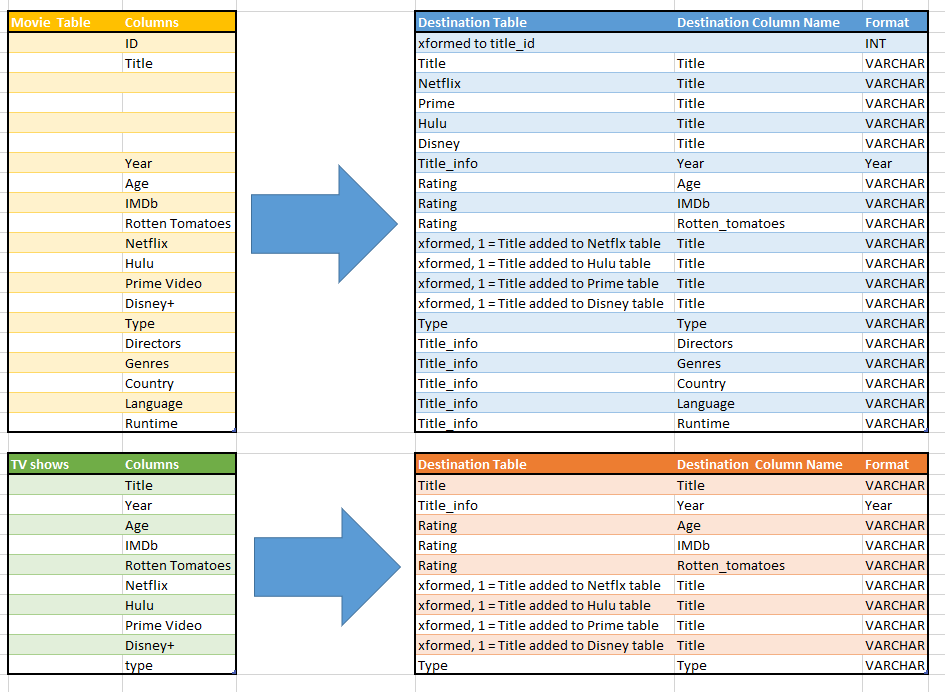 Movie Table Columns Destination Table Destination Column Name Format
ID xformed to title_id INT
Title Title Title VARCHAR
Netflix Title VARCHAR
Prime Title VARCHAR
Hulu Title VARCHAR
Disney Title VARCHAR
Year Title_info Year Year
Age Rating Age VARCHAR
IMDb Rating IMDb VARCHAR
Rotten Tomatoes Rating Rotten_tomatoes VARCHAR
Netflix xformed, 1 = Title added to Netflx table Title VARCHAR
Hulu xformed, 1 = Title added to Hulu table Title VARCHAR
Prime Video xformed, 1 = Title added to Prime table Title VARCHAR
Disney+ xformed, 1 = Title added to Disney table Title VARCHAR
Type Type Type VARCHAR
Directors Title_info Directors VARCHAR
Genres Title_info Genres VARCHAR
Country Title_info Country VARCHAR
Language Title_info Language VARCHAR
Runtime Title_info Runtime VARCHAR
TV shows Columns Destination Table Destination Column Name Format
Title Title Title VARCHAR
Year Title_info Year Year
Age Rating Age VARCHAR
IMDb Rating IMDb VARCHAR
Rotten Tomatoes Rating Rotten_tomatoes VARCHAR
Netflix xformed, 1 = Title added to Netflx table Title VARCHAR
Hulu xformed, 1 = Title added to Hulu table Title VARCHAR
Prime Video xformed, 1 = Title added to Prime table Title VARCHAR
Disney+ xformed, 1 = Title added to Disney table Title VARCHAR
type Type Type VARCHAR